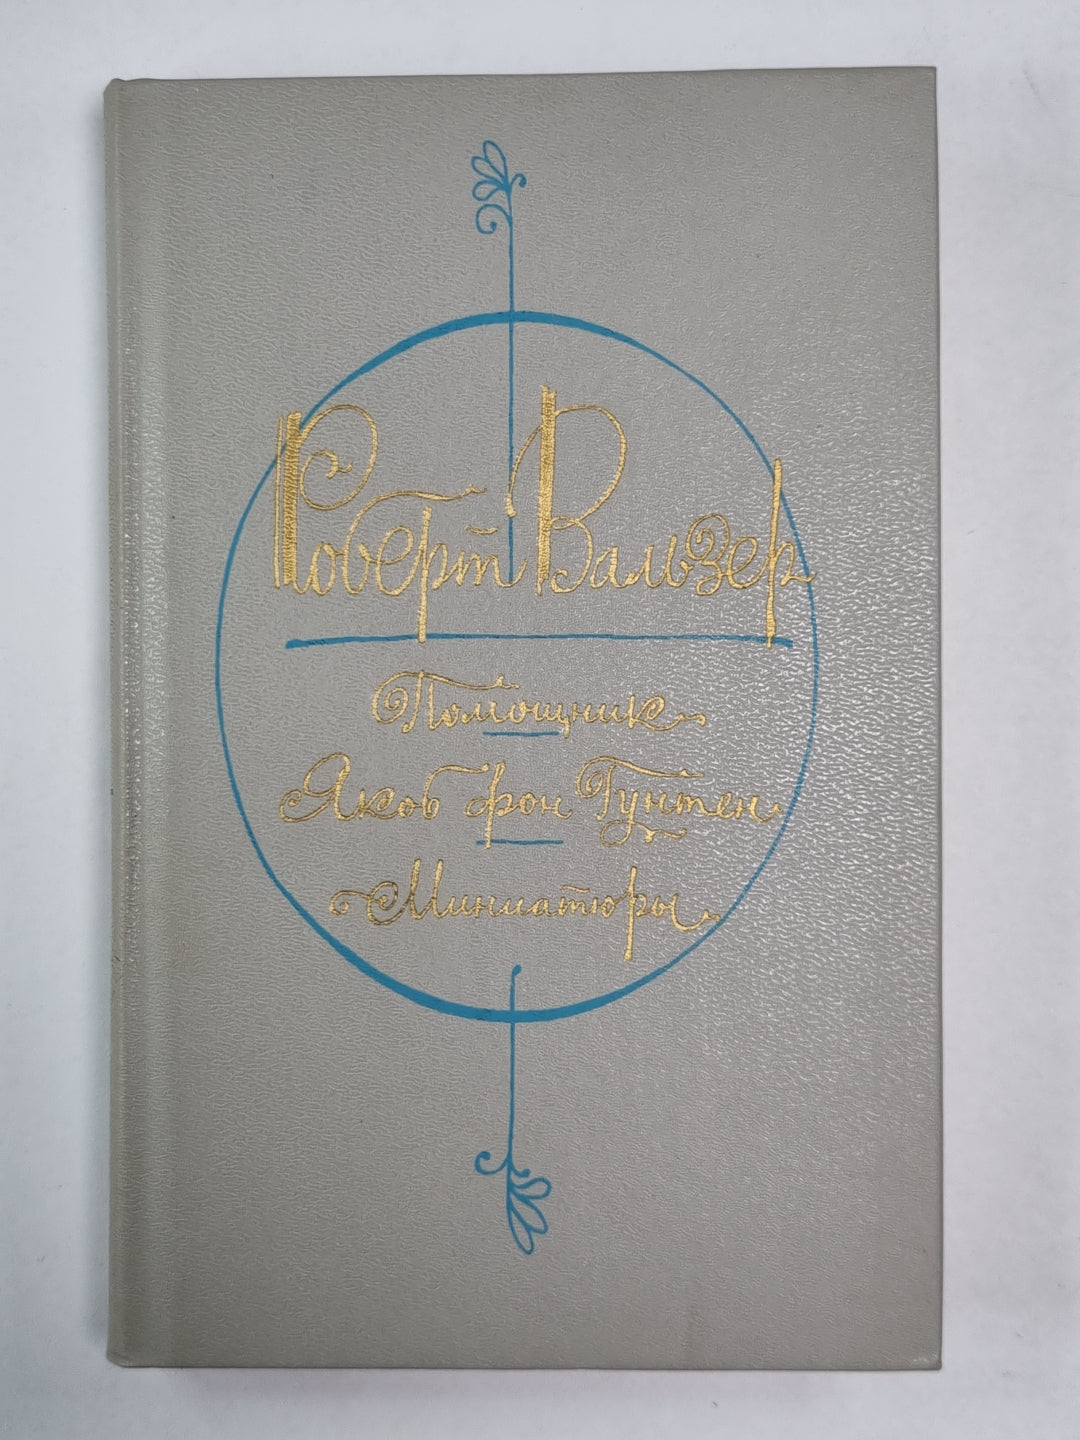 Роберт Вальзер
Помощник
Якоб фон Гунтен
Миниатюры